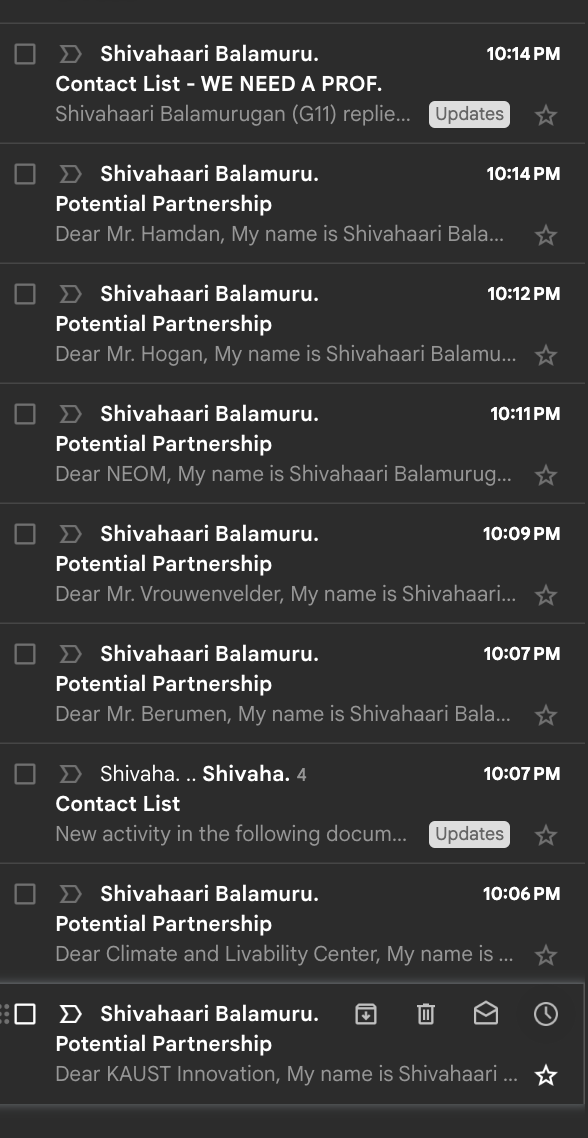 Shivahaari Balamuru. 10:14 PM
Contact List - WE NEED A PROF.
Shivahaari Balamurugan (G11) replie... Updates
Shivahaari Balamuru. 10:14 PM
Potential Partnership
Dear Mr. Hamdan, My name is Shivahaari Bala...
Shivahaari Balamuru. 10:12 PM
Potential Partnership
Dear Mr. Hogan, My name is Shivahaari Balamu...
Shivahaari Balamuru. 10:11 PM
Potential Partnership
Dear NEOM, My name is Shivahaari Balamurug...
Shivahaari Balamuru. 10:09 PM
Potential Partnership
Dear Mr. Vrouwenvelder, My name is Shivahaari...
Shivahaari Balamuru. 10:07 PM
Potential Partnership
Dear Mr. Berumen, My name is Shivahaari Bala...
Shivaha. .. Shivaha. 4 10:07 PM
Contact List
New activity in the following docum... Updates
Shivahaari Balamuru. 10:06 PM
Potential Partnership
Dear Climate and Livability Center, My name is ...
Shivahaari Balamuru.
Potential Partnership
Dear KAUST Innovation, My name is Shivahaari ...